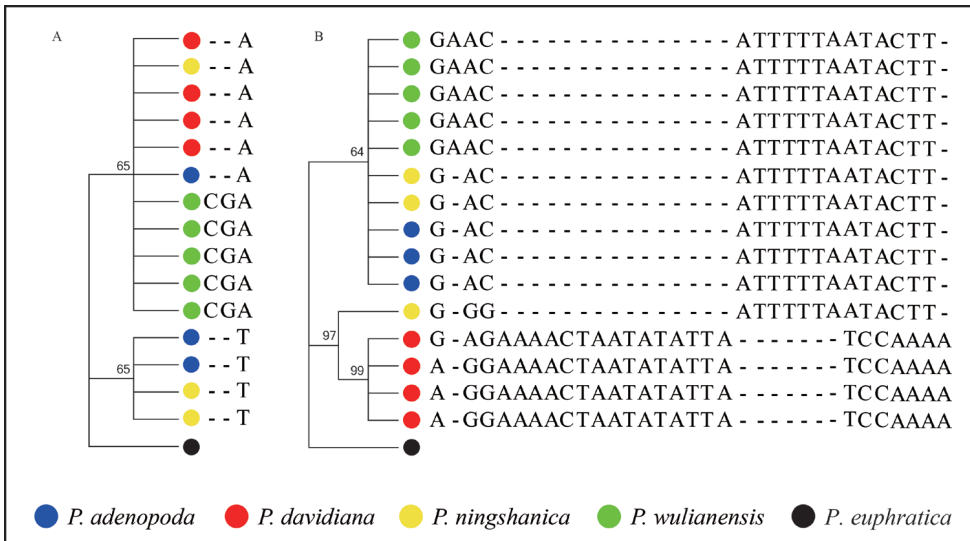 A
- - A
- - A
- - A
- - A
- - A
65
- - A
CGA
CGA
CGA
CGA
CGA
- - T
65
- - T
- - T
- - T
B
GAAC - - - - - - - - - - - - - - - ATTTTTAATACTT -
GAAC - - - - - - - - - - - - - - - ATTTTTAATACTT -
GAAC - - - - - - - - - - - - - - - ATTTTTAATACTT -
GAAC - - - - - - - - - - - - - - - ATTTTTAATACTT -
64
GAAC - - - - - - - - - - - - - - - ATTTTTAATACTT -
G - AC - - - - - - - - - - - - - - - ATTTTTAATACTT -
G - AC - - - - - - - - - - - - - - - ATTTTTAATACTT -
G - AC - - - - - - - - - - - - - - - ATTTTTAATACTT -
G - AC - - - - - - - - - - - - - - - ATTTTTAATACTT -
G - AC - - - - - - - - - - - - - - - ATTTTTAATACTT -
G - GG - - - - - - - - - - - - - - - ATTTTTAATACTT -
97
G - AGAAAACTAATATATTA - - - - - - - TCCAAAA
A - GGAAAACTAATATATTA - - - - - - - TCCAAAA
99
A - GGAAAACTAATATATTA - - - - - - - TCCAAAA
A - GGAAAACTAATATATTA - - - - - - - TCCAAAA
P. adenopoda P. davidiana P. ningshanica P. wulianensis P. euphratica